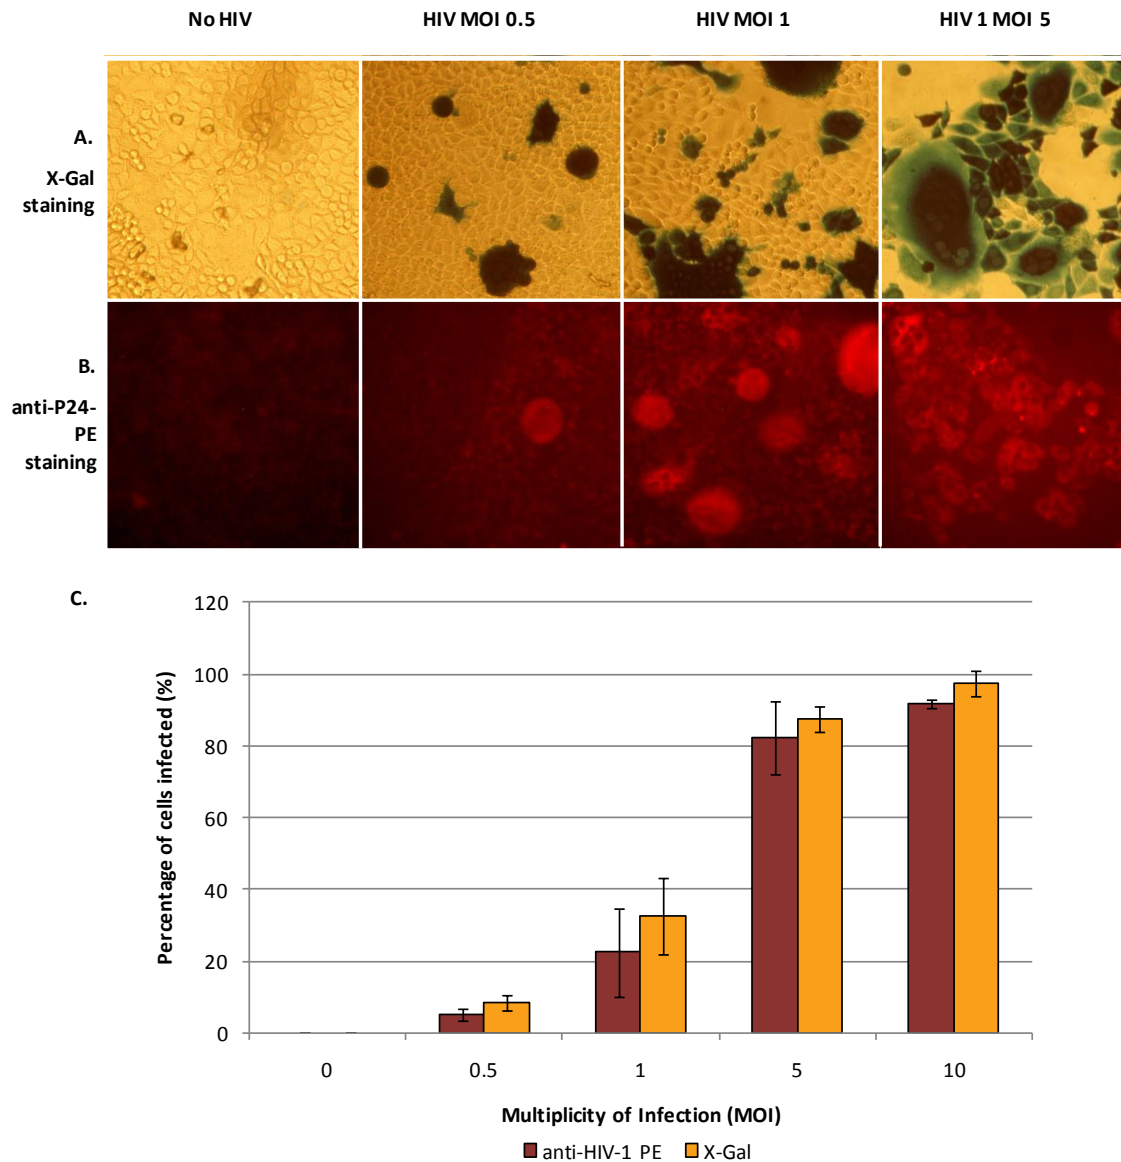 No HIV
HIV MOI 0.5
HIV MOI 1
HIV 1 MOI 5
A.
X-Gal
staining
B.
anti-P24-
PE
staining
C.
120
100
80
60
40
20
0
Percentage of cells infected (%)
0
0.5
1
5
10
Multiplicity of Infection (MOI)
anti-HIV-1 PE
X-Gal